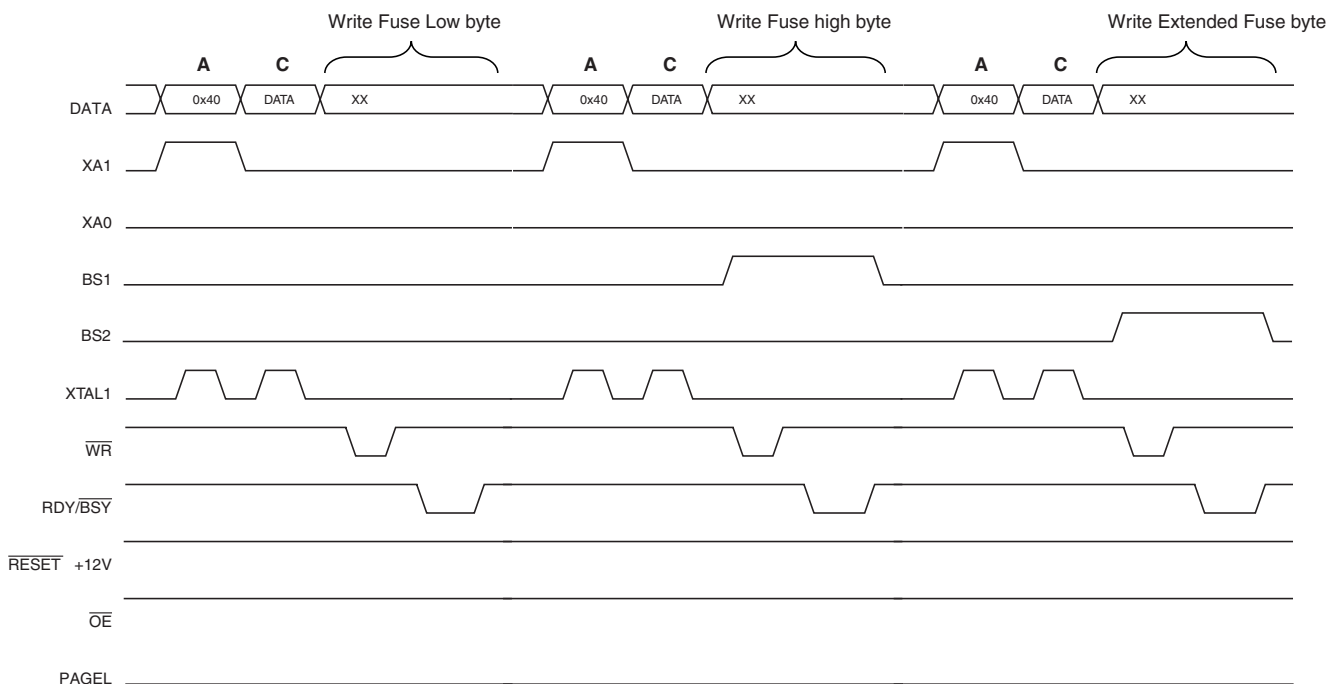 Write Fuse Low byte Write Fuse high byte Write Extended Fuse byte
A C A C A C
DATA 0x40 DATA XX 0x40 DATA XX 0x40 DATA XX
XA1
XA0
BS1
BS2
XTAL1
WR
RDY/BSY
RESET +12V
OE
PAGEL